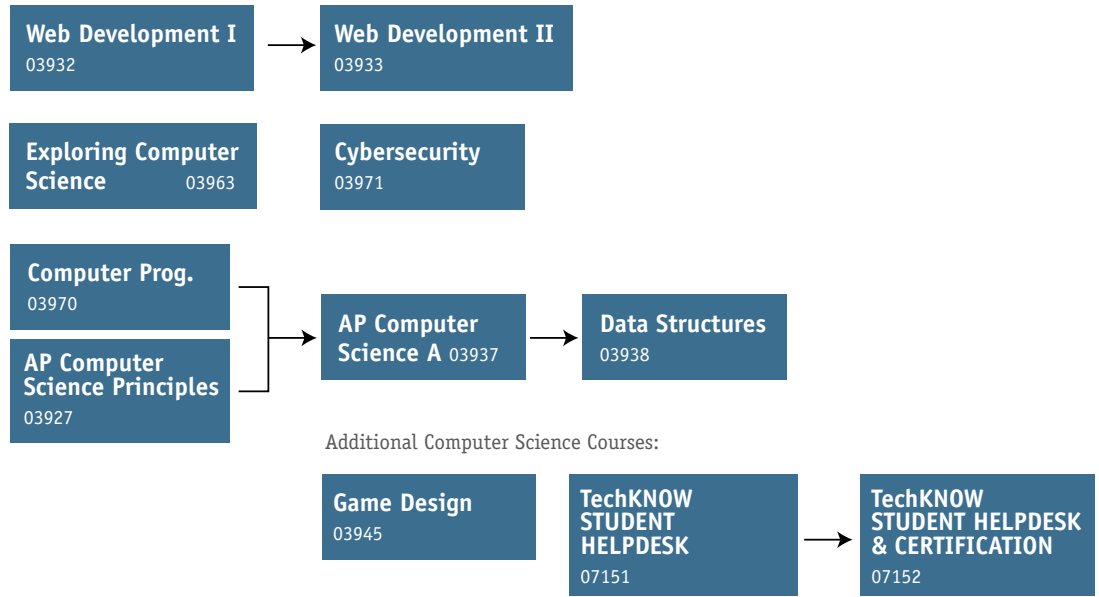 Web Development I
03932
Web Development II
03933
Exploring Computer
Science 03963
Cybersecurity
03971
Computer Prog.
03970
AP Computer
Science Principles
03927
AP Computer
Science A 03937
Data Structures
03938
Additional Computer Science Courses:
Game Design
03945
TechKNOW
STUDENT
HELPDESK
07151
TechKNOW
STUDENT HELPDESK
& CERTIFICATION
07152